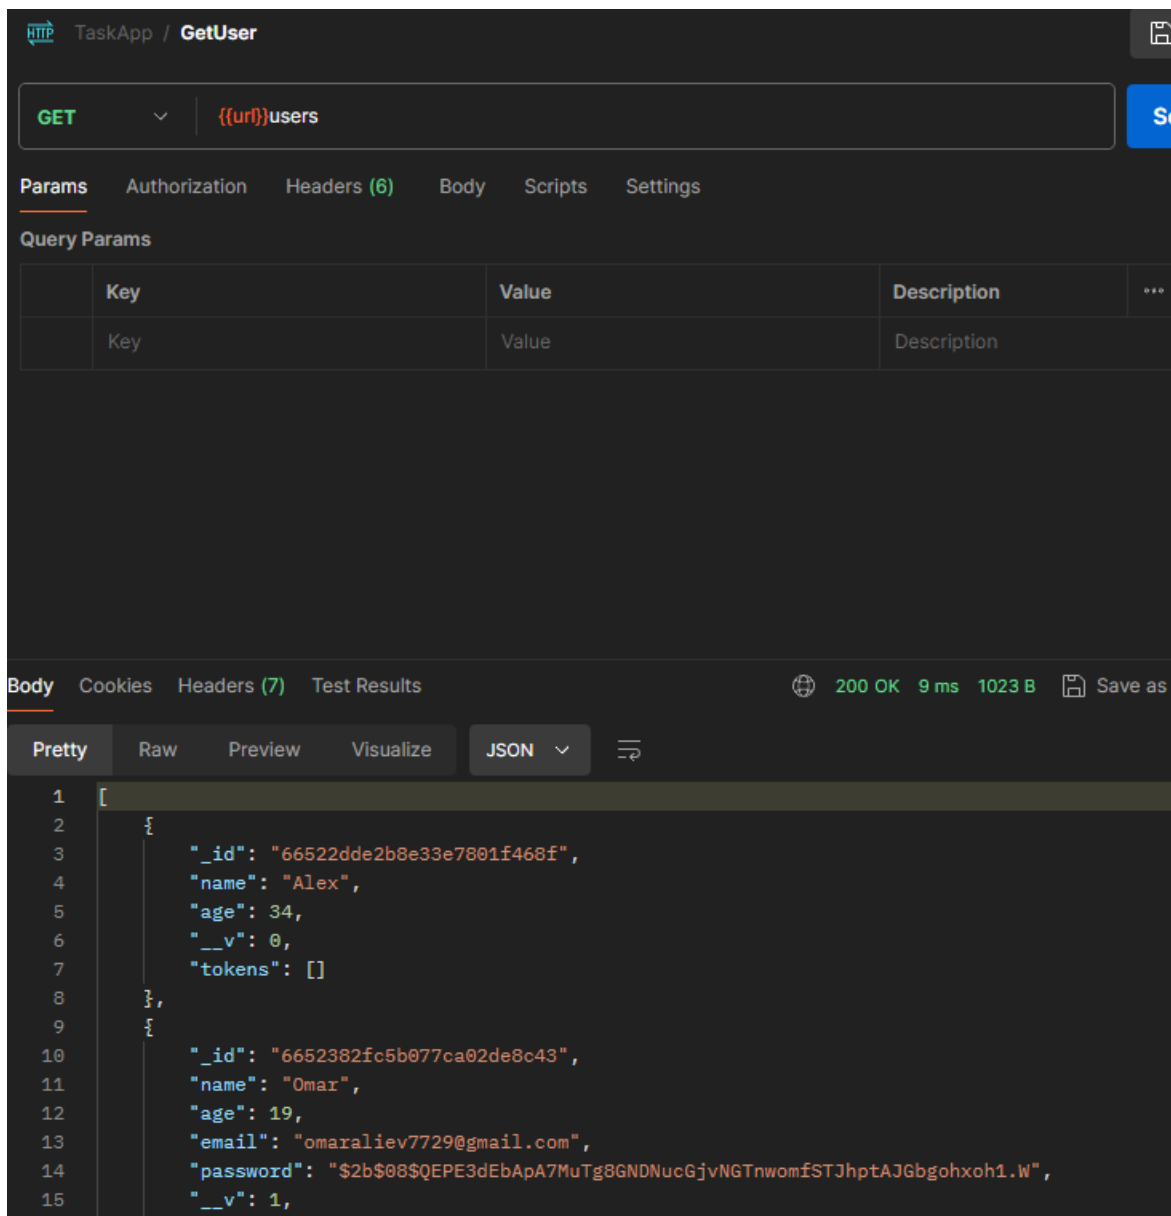 HTTP TaskApp / GetUser
GET {{url}}users
Params Authorization Headers (6) Body Scripts Settings
Query Params
Key Value Description
Key Value Description
Body Cookies Headers (7) Test Results 200 OK 9 ms 1023 B Save as
Pretty Raw Preview Visualize JSON
1 [
2 {
3 "_id": "66522dde2b8e33e7801f468f",
4 "name": "Alex",
5 "age": 34,
6 "__v": 0,
7 "tokens": []
8 },
9 {
10 "_id": "6652382fc5b077ca02de8c43",
11 "name": "Omar",
12 "age": 19,
13 "email": "omaraliev7729@gmail.com",
14 "password": "$2b$08$QEPE3dEbApA7MuTg8GNDNucGjvNGTnwomfSTJhptAJGbgohxoh1.W",
15 "__v": 1,